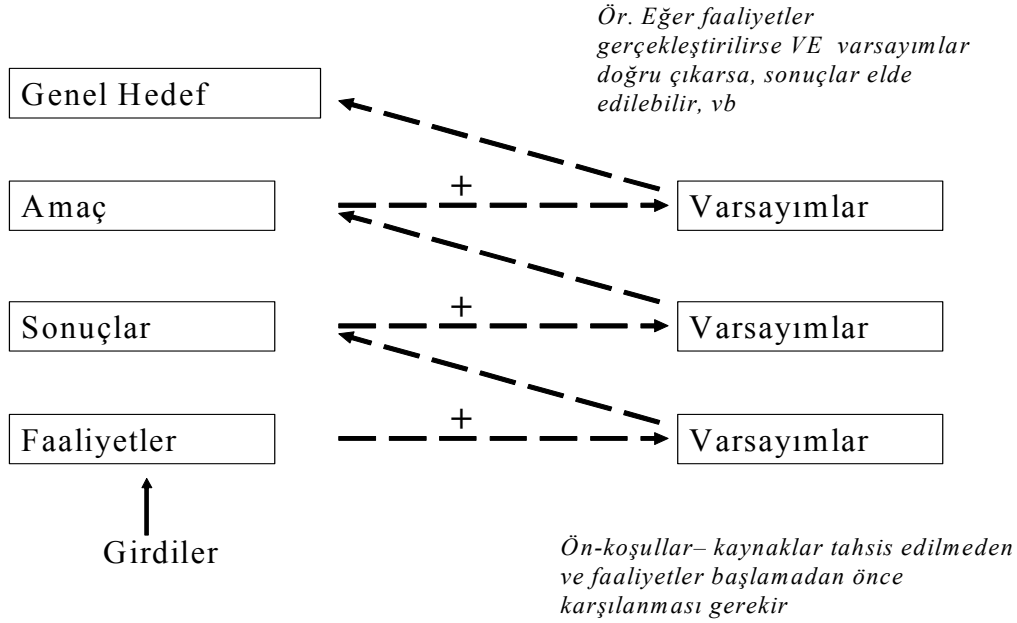 Ör. Eğer faaliyetler
gerçekleştirilirse VE varsayımlar
doğru çıkarsa, sonuçlar elde
edilebilir, vb
Genel Hedef
+
Amaç
Varsayımlar
+
Sonuçlar
Varsayımlar
+
Faaliyetler
Varsayımlar
Girdiler
Ön-koşullar– kaynaklar tahsis edilmeden
ve faaliyetler başlamadan önce
karşılanması gerekir